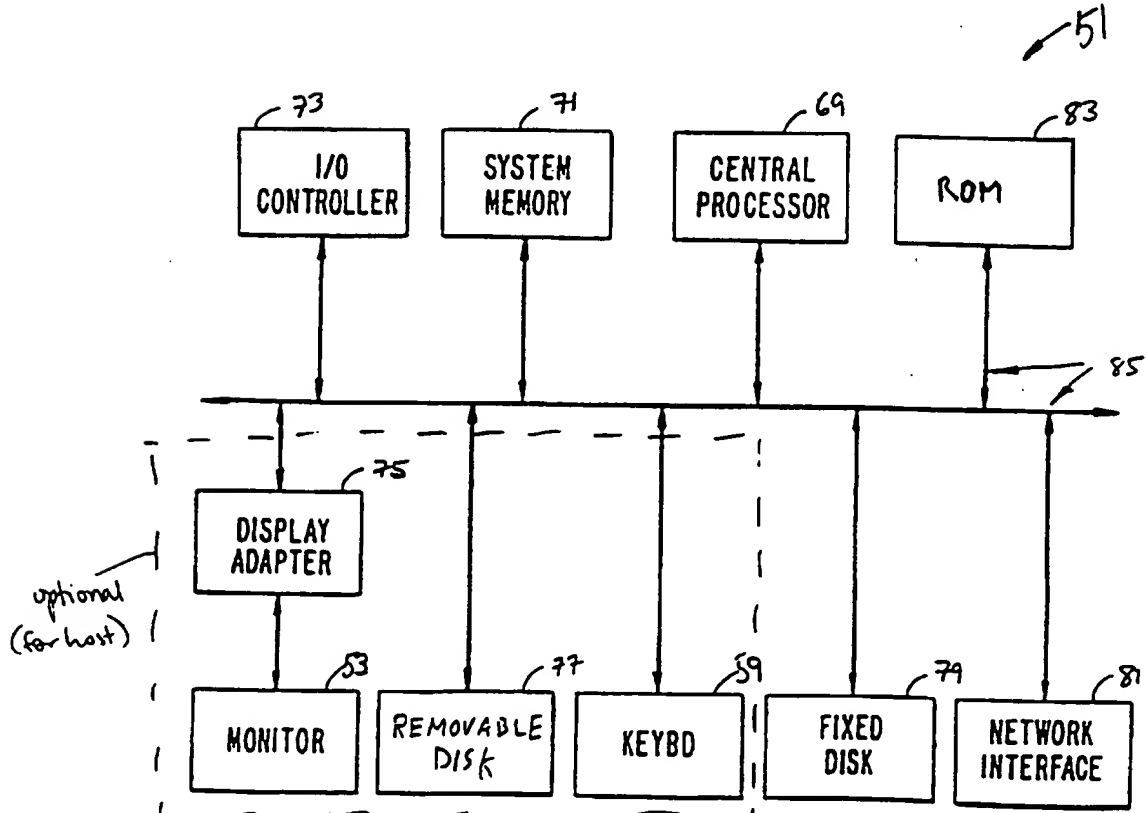 51
73
71
69
83
I/O
CONTROLLER
SYSTEM
MEMORY
CENTRAL
PROCESSOR
ROM
85
75
DISPLAY
ADAPTER
optional
(for host)
53
77
59
79
81
MONITOR
REMOVABLE
DISK
KEYBD
FIXED
DISK
NETWORK
INTERFACE